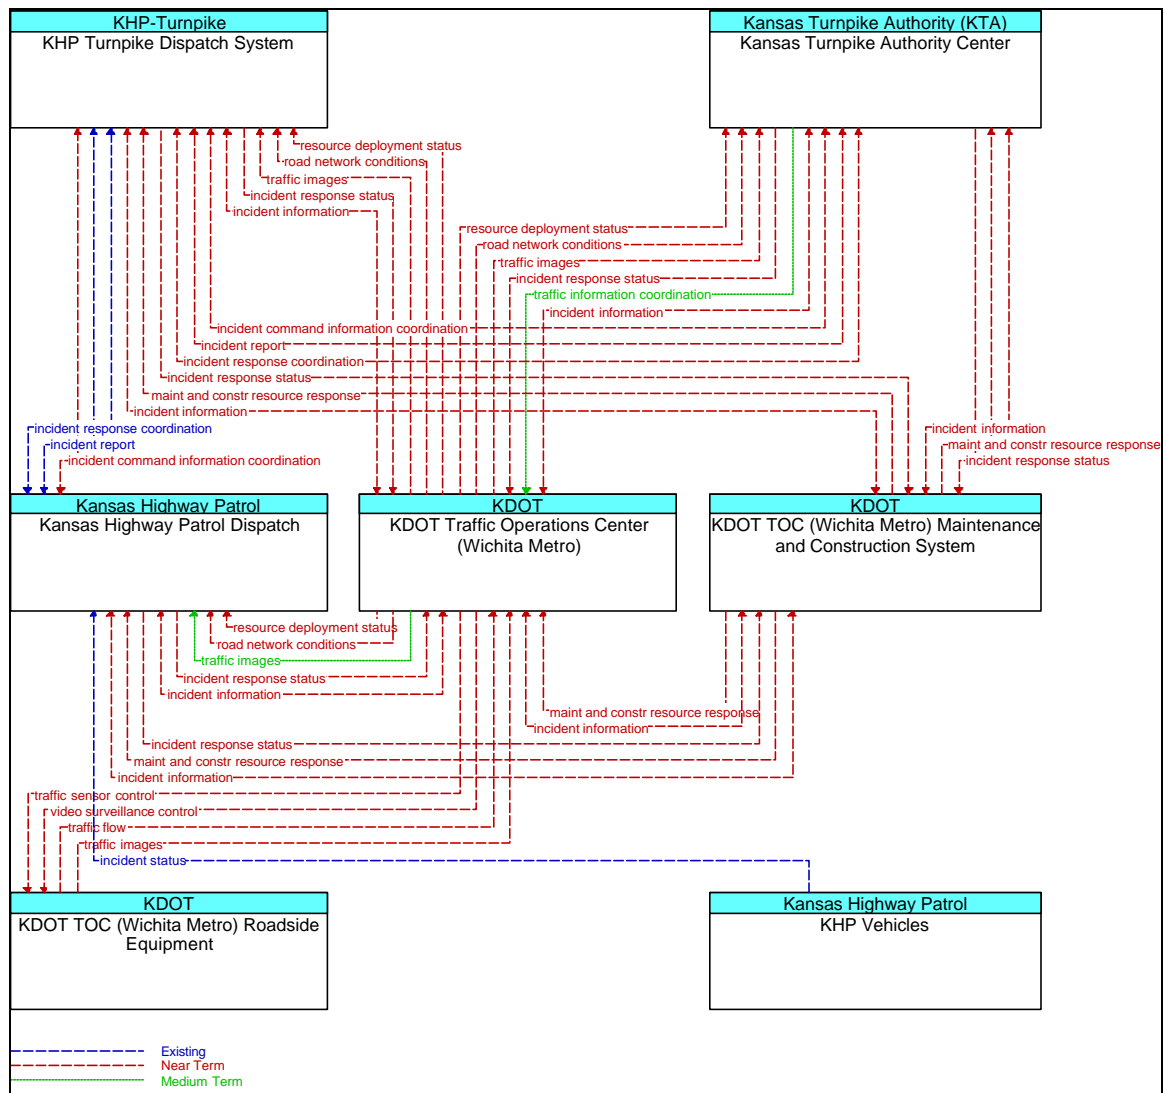 KHP-Turnpike
KHP Turnpike Dispatch System
Kansas Turnpike Authority (KTA)
Kansas Turnpike Authority Center
resource deployment status
road network conditions
traffic images
incident response status
incident information
resource deployment status
road network conditions
traffic images
incident response status
traffic information coordination
incident information
incident command information coordination
incident report
incident response coordination
incident response status
maint and constr resource response
incident information
incident response coordination
incident report
incident command information coordination
incident information
maint and constr resource response
incident response status
Kansas Highway Patrol
Kansas Highway Patrol Dispatch
KDOT
KDOT Traffic Operations Center
(Wichita Metro)
KDOT
KDOT TOC (Wichita Metro) Maintenance
and Construction System
resource deployment status
road network conditions
traffic images
incident response status
incident information
maint and constr resource response
incident information
incident response status
maint and constr resource response
incident information
traffic sensor control
video surveillance control
traffic flow
traffic images
incident status
KDOT
KDOT TOC (Wichita Metro) Roadside
Equipment
Kansas Highway Patrol
KHP Vehicles
Existing
Near Term
Medium Term